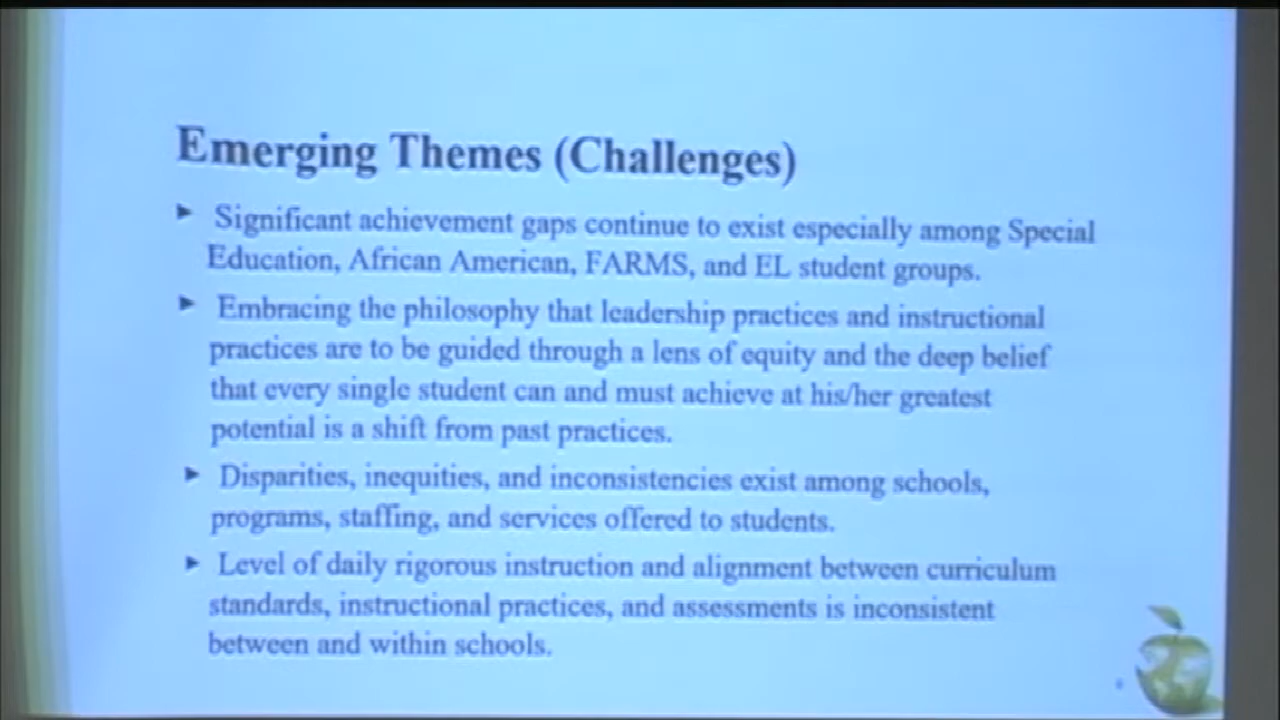 Emerging Themes (Challenges)
Significant achievement gaps continue to exist especially among Special
Education, African American, FARMS, and EL student groups.
Embracing the philosophy that leadership practices and instructional
practices are to be guided through a lens of equity and the deep belief
that every single student can and must achieve at his/her greatest
potential is a shift from past practices.
Disparities, inequities, and inconsistencies exist among schools,
programs, staffing, and services offered to students.
Level of daily rigorous instruction and alignment between curriculum
standards, instructional practices, and assessments is inconsistent
between and within schools.